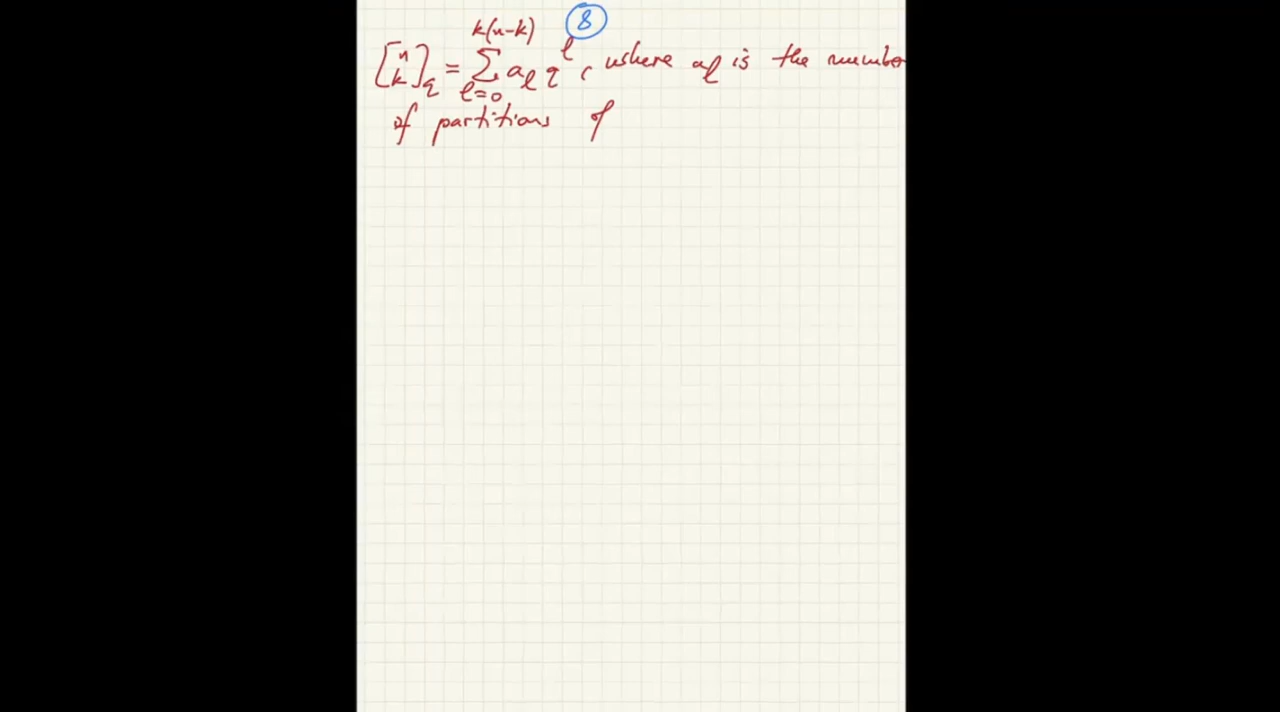 8
[n k]_q = Σ_{ℓ=0}^{k(n-k)} a_ℓ q^ℓ, where a_ℓ is the number
of partitions of